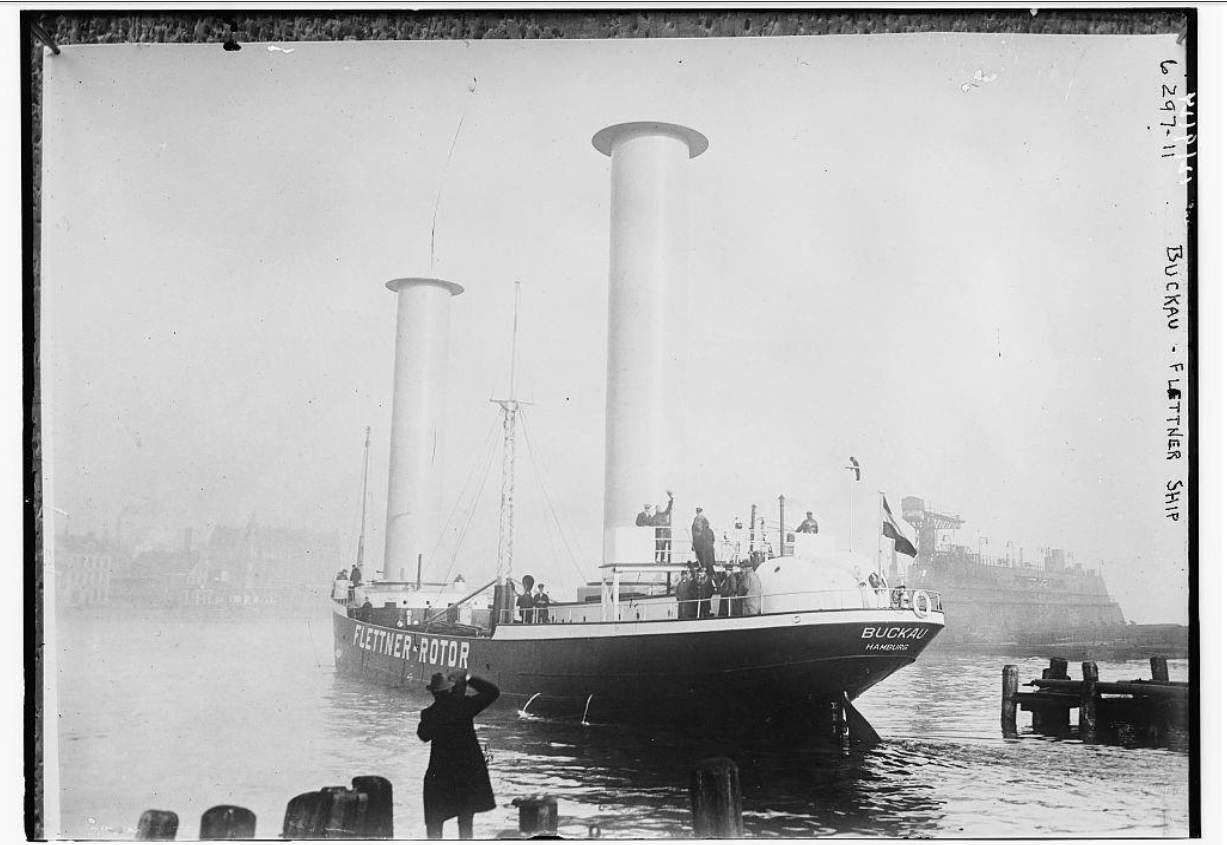 6297-11
BUCKAU - FLETTNER SHIP
FLETTNER-ROTOR
BUCKAU
HAMBURG